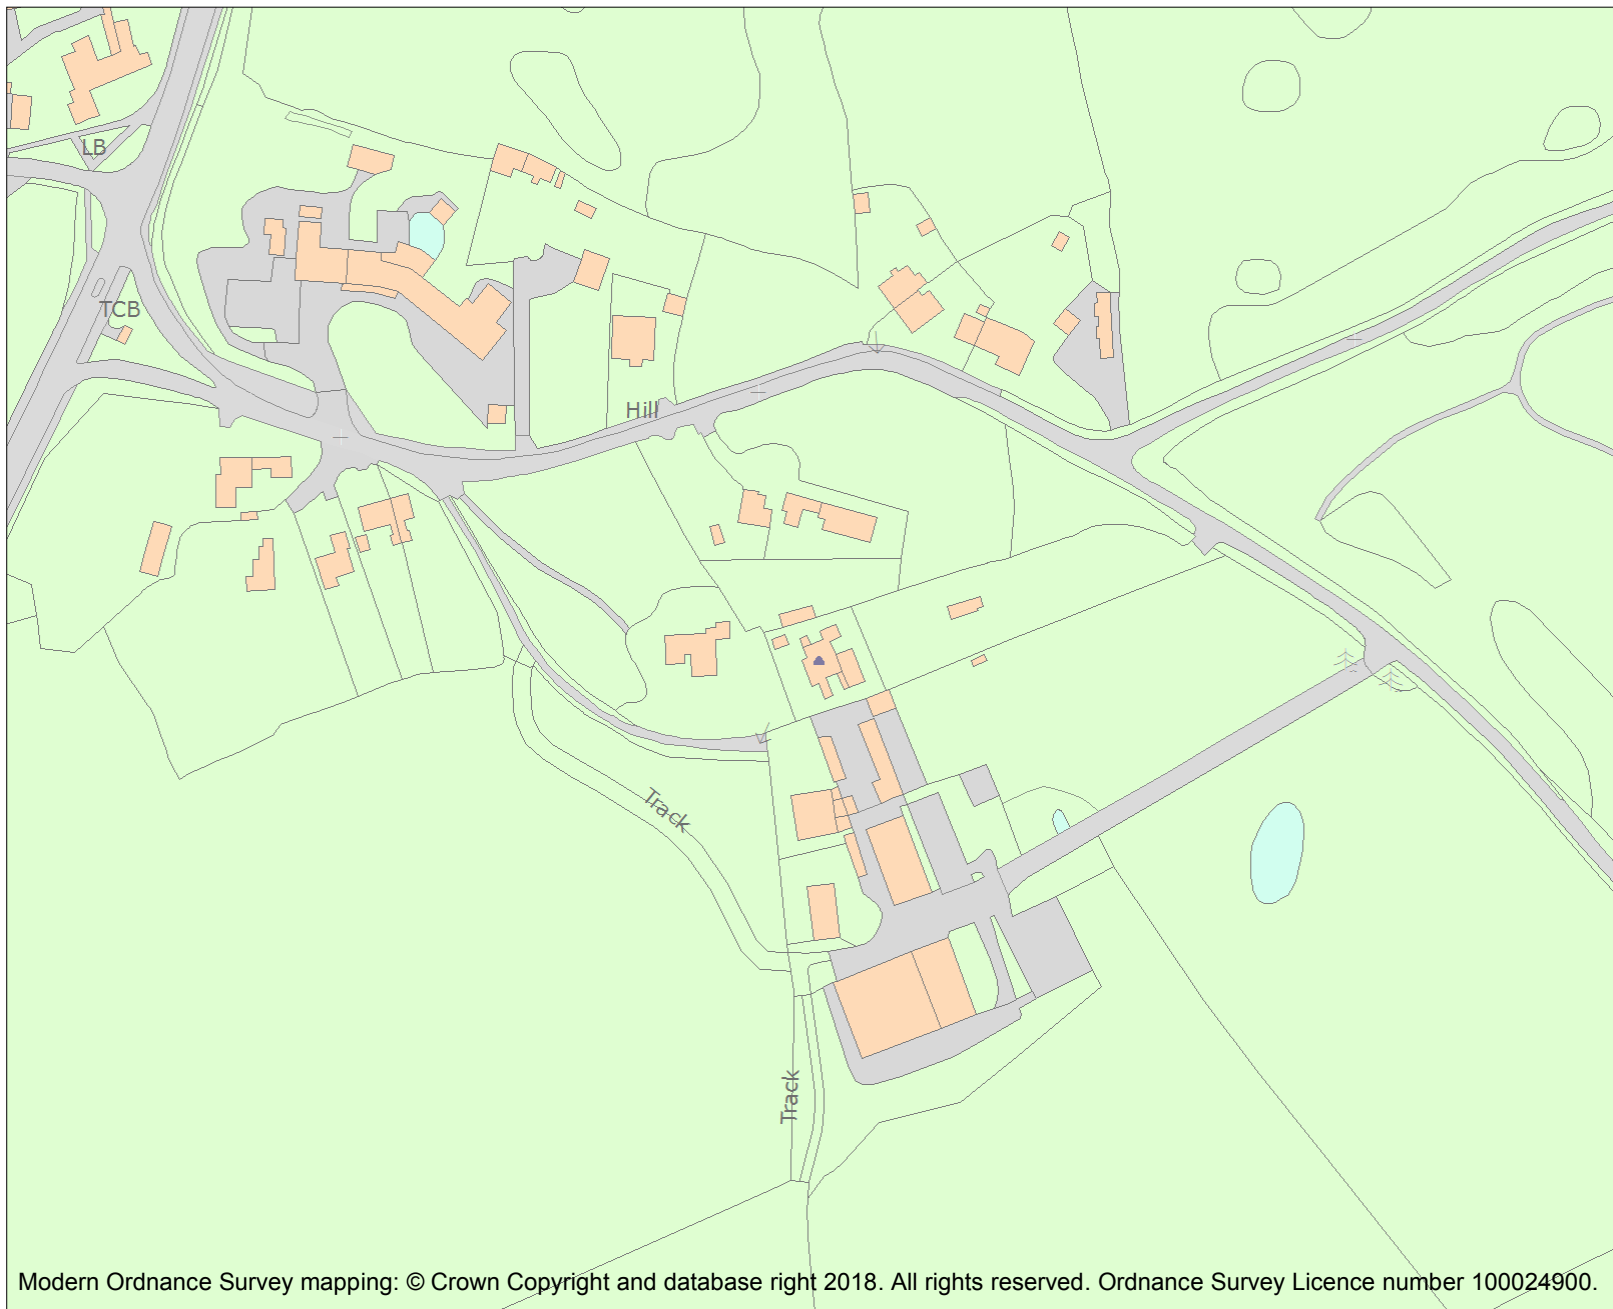 LB
TCB
Hill
Track
Track
Modern Ordnance Survey mapping: © Crown Copyright and database right 2018. All rights reserved. Ordnance Survey Licence number 100024900.